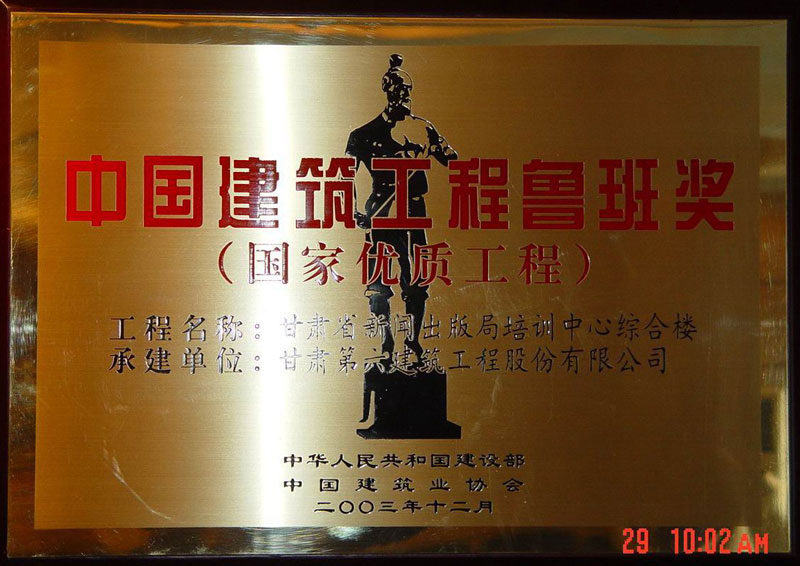 中国建筑工程鲁班奖
（国家优质工程）
工程名称：甘肃省新闻出版局培训中心综合楼
承建单位：甘肃第六建筑工程股份有限公司
中华人民共和国建设部
中国建筑业协会
二〇〇三年十二月
29 10:02 AM